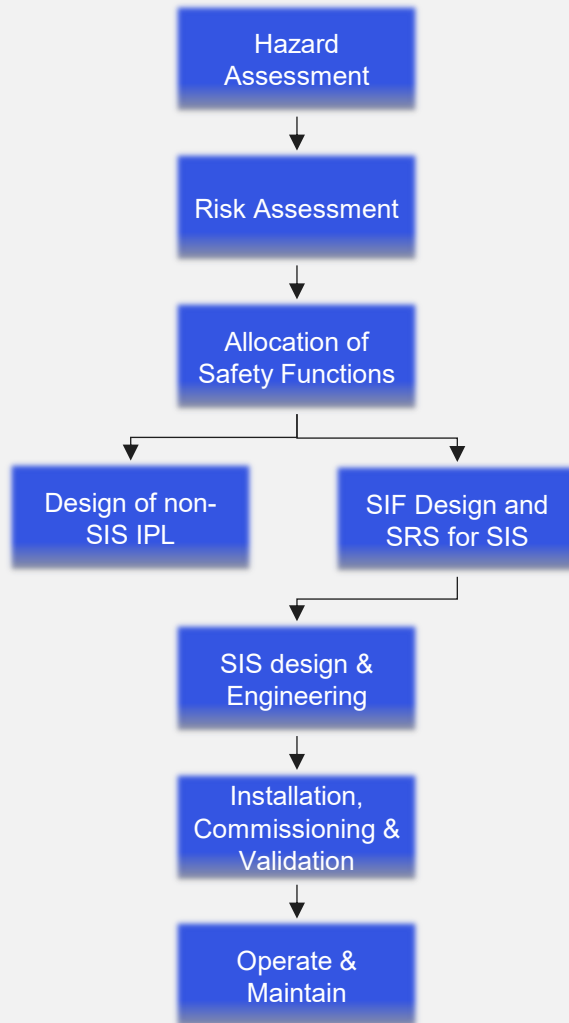 Hazard
Assessment
Risk Assessment
Allocation of
Safety Functions
Design of non-
SIS IPL
SIF Design and
SRS for SIS
SIS design &
Engineering
Installation,
Commissioning &
Validation
Operate &
Maintain